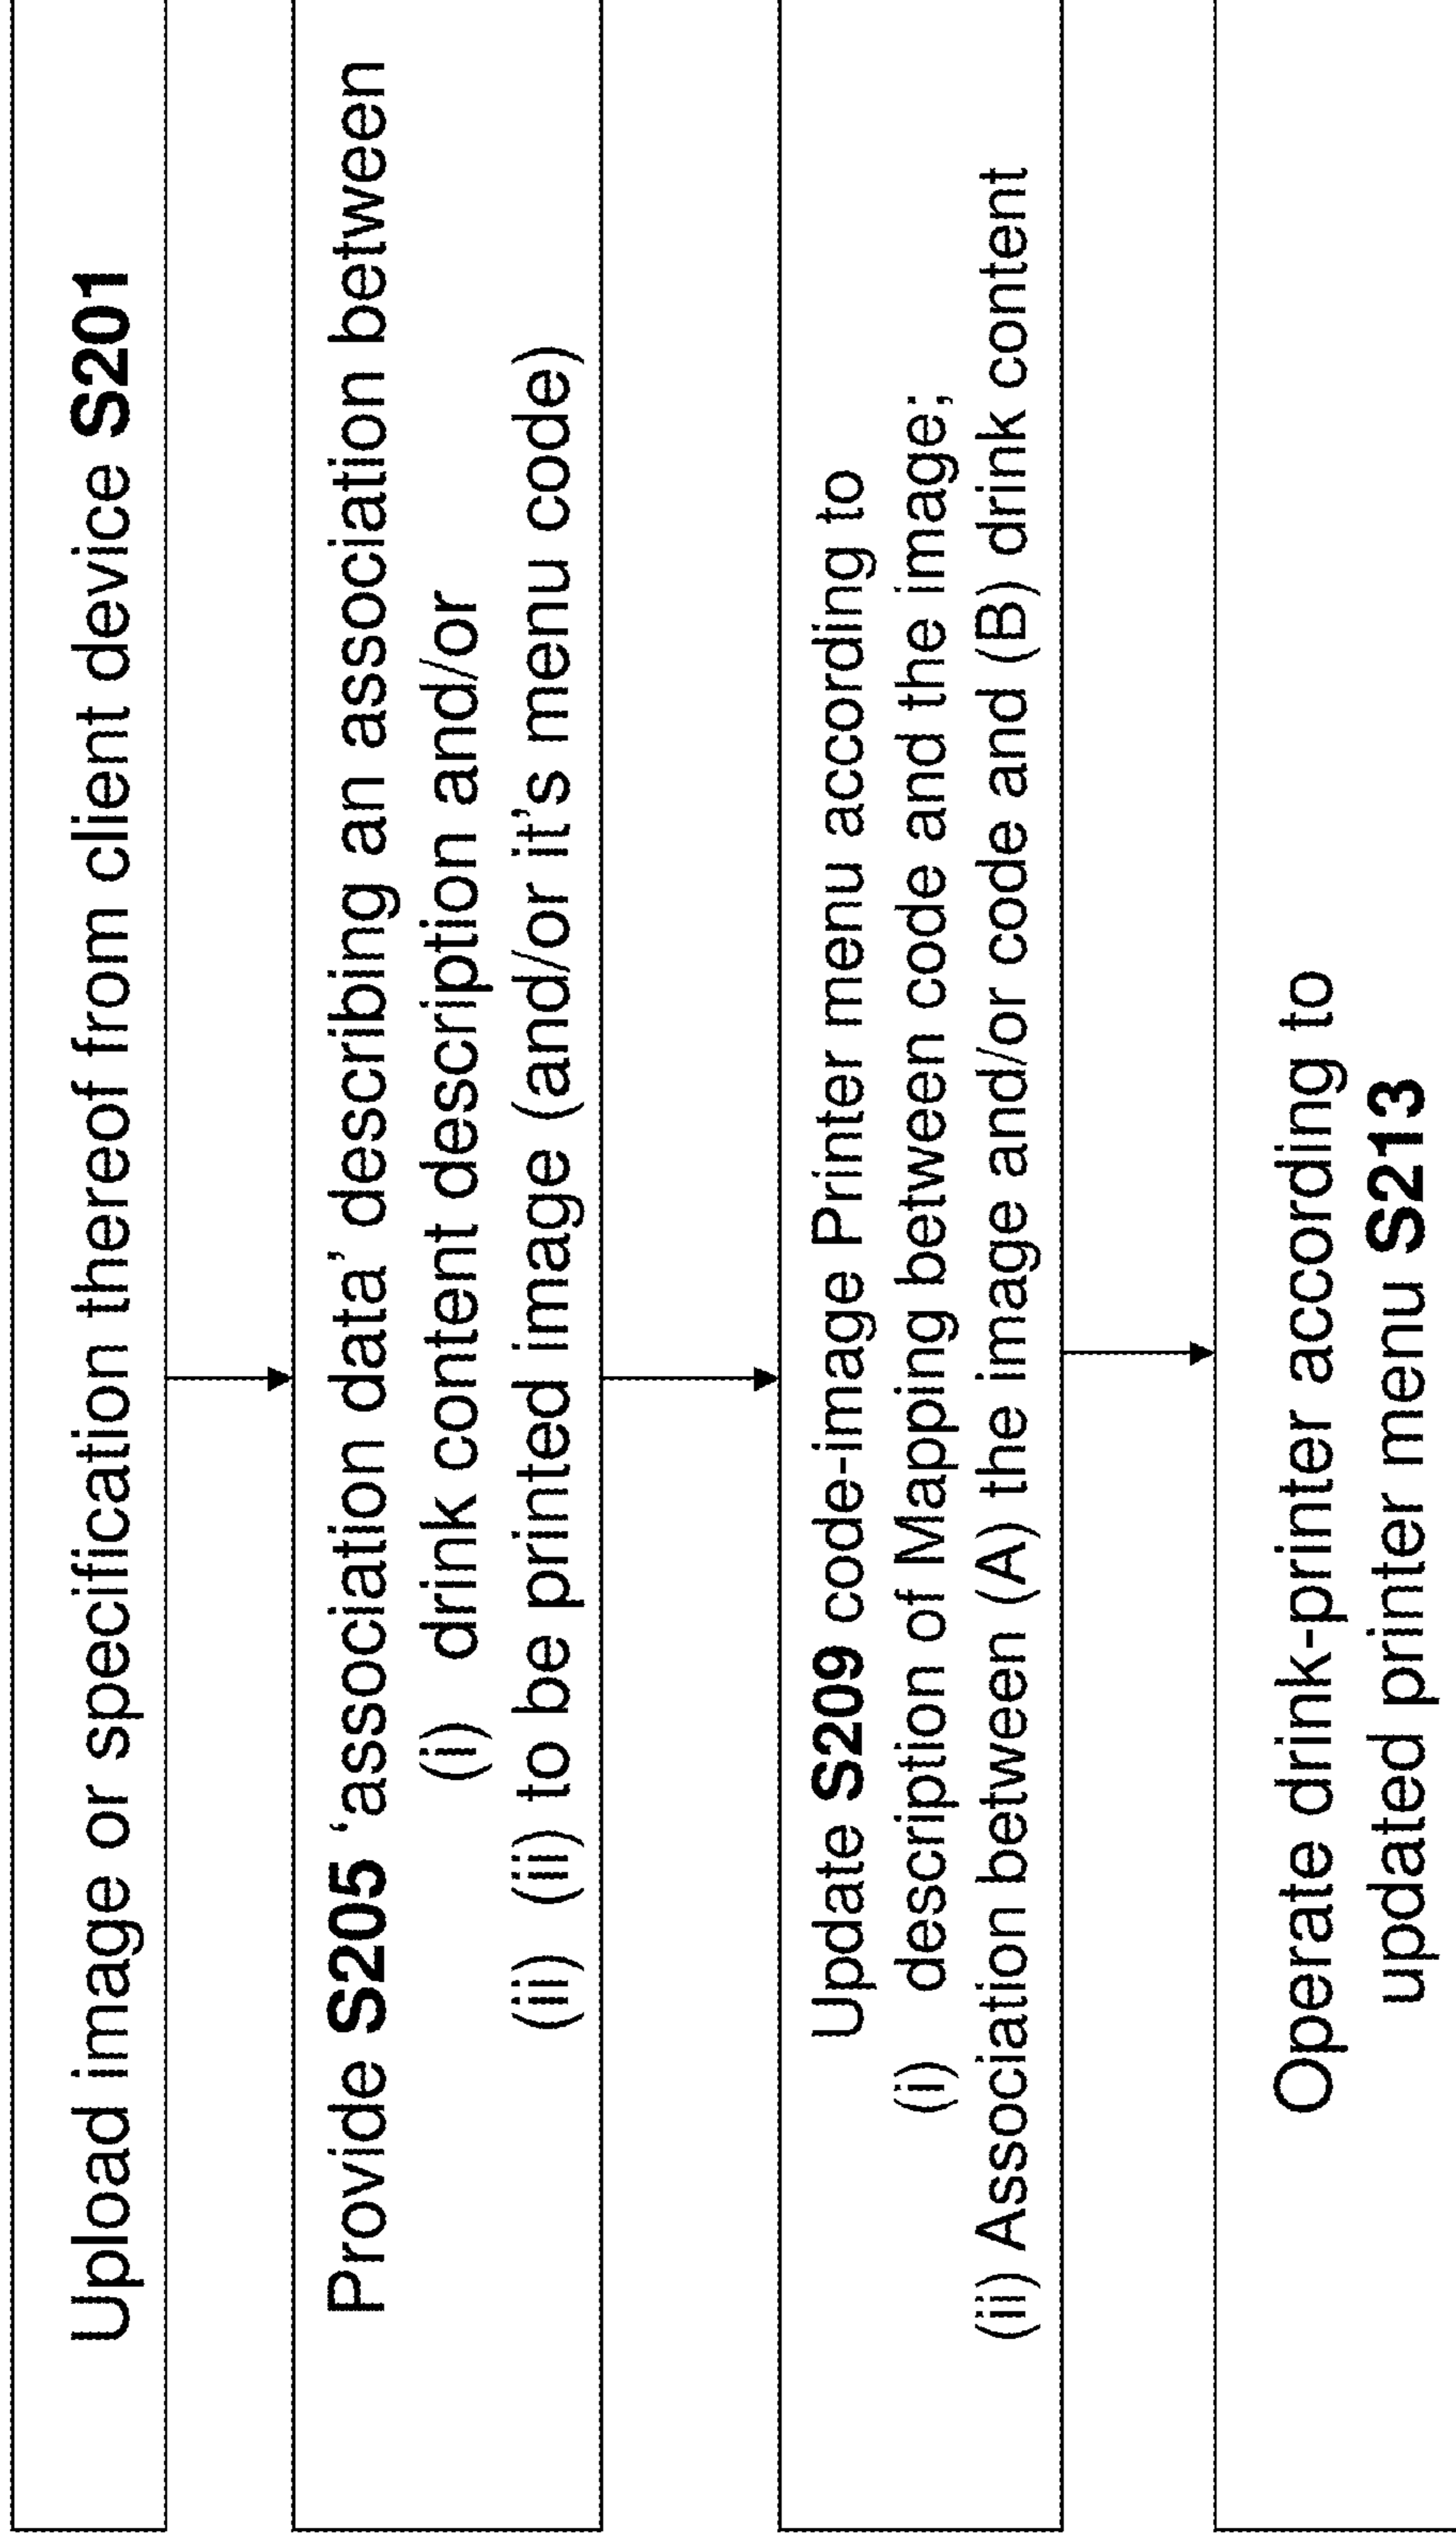 Upload image or specification thereof from client device S201
Provide S205 ‘association data’ describing an association between
(i) drink content description and/or
(ii) (ii) to be printed image (and/or it’s menu code)
Update S209 code-image Printer menu according to
(i) description of Mapping between code and the image;
(ii) Association between (A) the image and/or code and (B) drink content
Operate drink-printer according to
updated printer menu S213